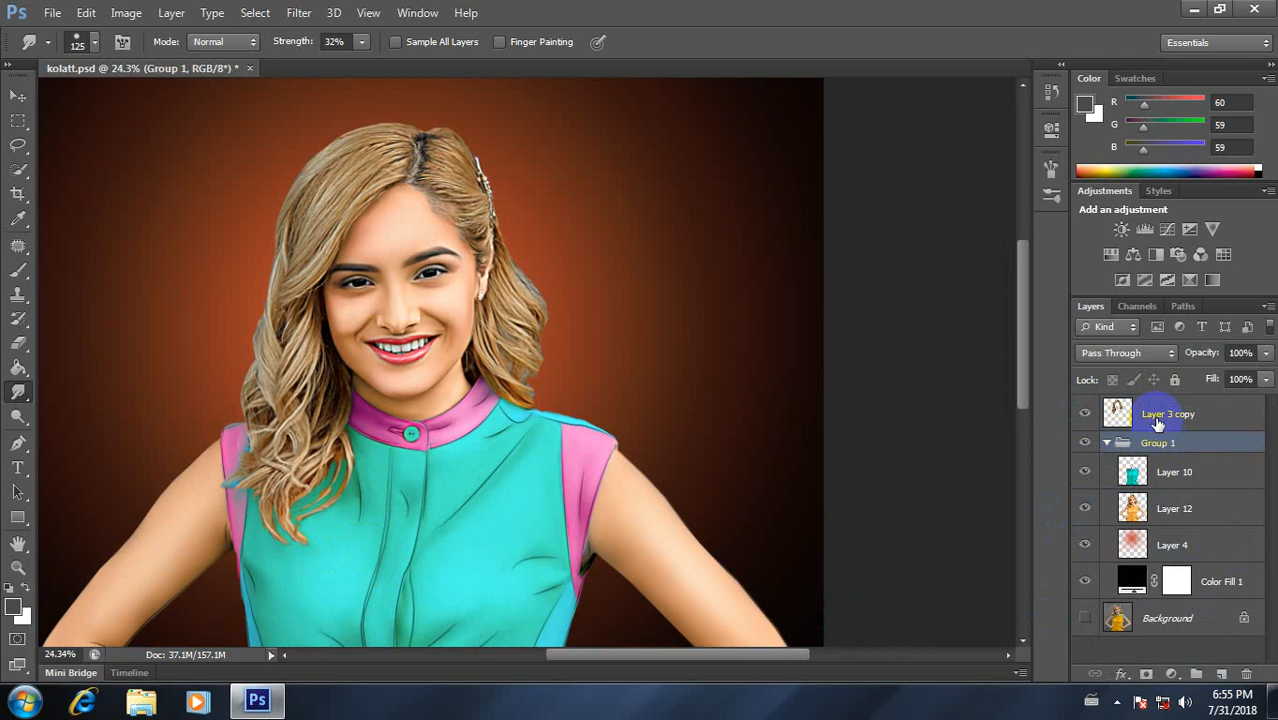 Ps File Edit Image Layer Type Select Filter 3D View Window Help
125 Mode: Normal Strength: 32% Sample All Layers Finger Painting Essentials
kolatt.psd @ 24.3% (Group 1, RGB/8*) * ×
Color Swatches
R 60
G 59
B 59
Adjustments Styles
Add an adjustment
Layers Channels Paths
Kind
Pass Through Opacity: 100%
Lock: Fill: 100%
Layer 3 copy
Group 1
Layer 10
Layer 12
Layer 4
Color Fill 1
Background
24.34% Doc: 37.1M/157.1M
Mini Bridge Timeline
Ps
6:55 PM
7/31/2018